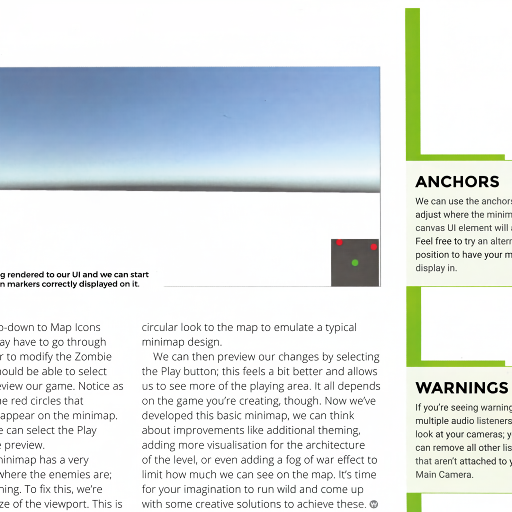 g rendered to our UI and we can start
n markers correctly displayed on it.
o-down to Map Icons
ay have to go through
r to modify the Zombie
ould be able to select
eview our game. Notice as
e red circles that
appear on the minimap.
e can select the Play
e preview.
ninimap has a very
where the enemies are;
ning. To fix this, we're
ze of the viewport. This is
circular look to the map to emulate a typical
minimap design.
We can then preview our changes by selecting
the Play button; this feels a bit better and allows
us to see more of the playing area. It all depends
on the game you're creating, though. Now we've
developed this basic minimap, we can think
about improvements like additional theming,
adding more visualisation for the architecture
of the level, or even adding a fog of war effect to
limit how much we can see on the map. It's time
for your imagination to run wild and come up
with some creative solutions to achieve these.
ANCHORS
We can use the anchors
adjust where the minim
canvas UI element will a
Feel free to try an altern
position to have your m
display in.
WARNINGS
If you're seeing warning
multiple audio listeners
look at your cameras; y
can remove all other lis
that aren't attached to y
Main Camera.